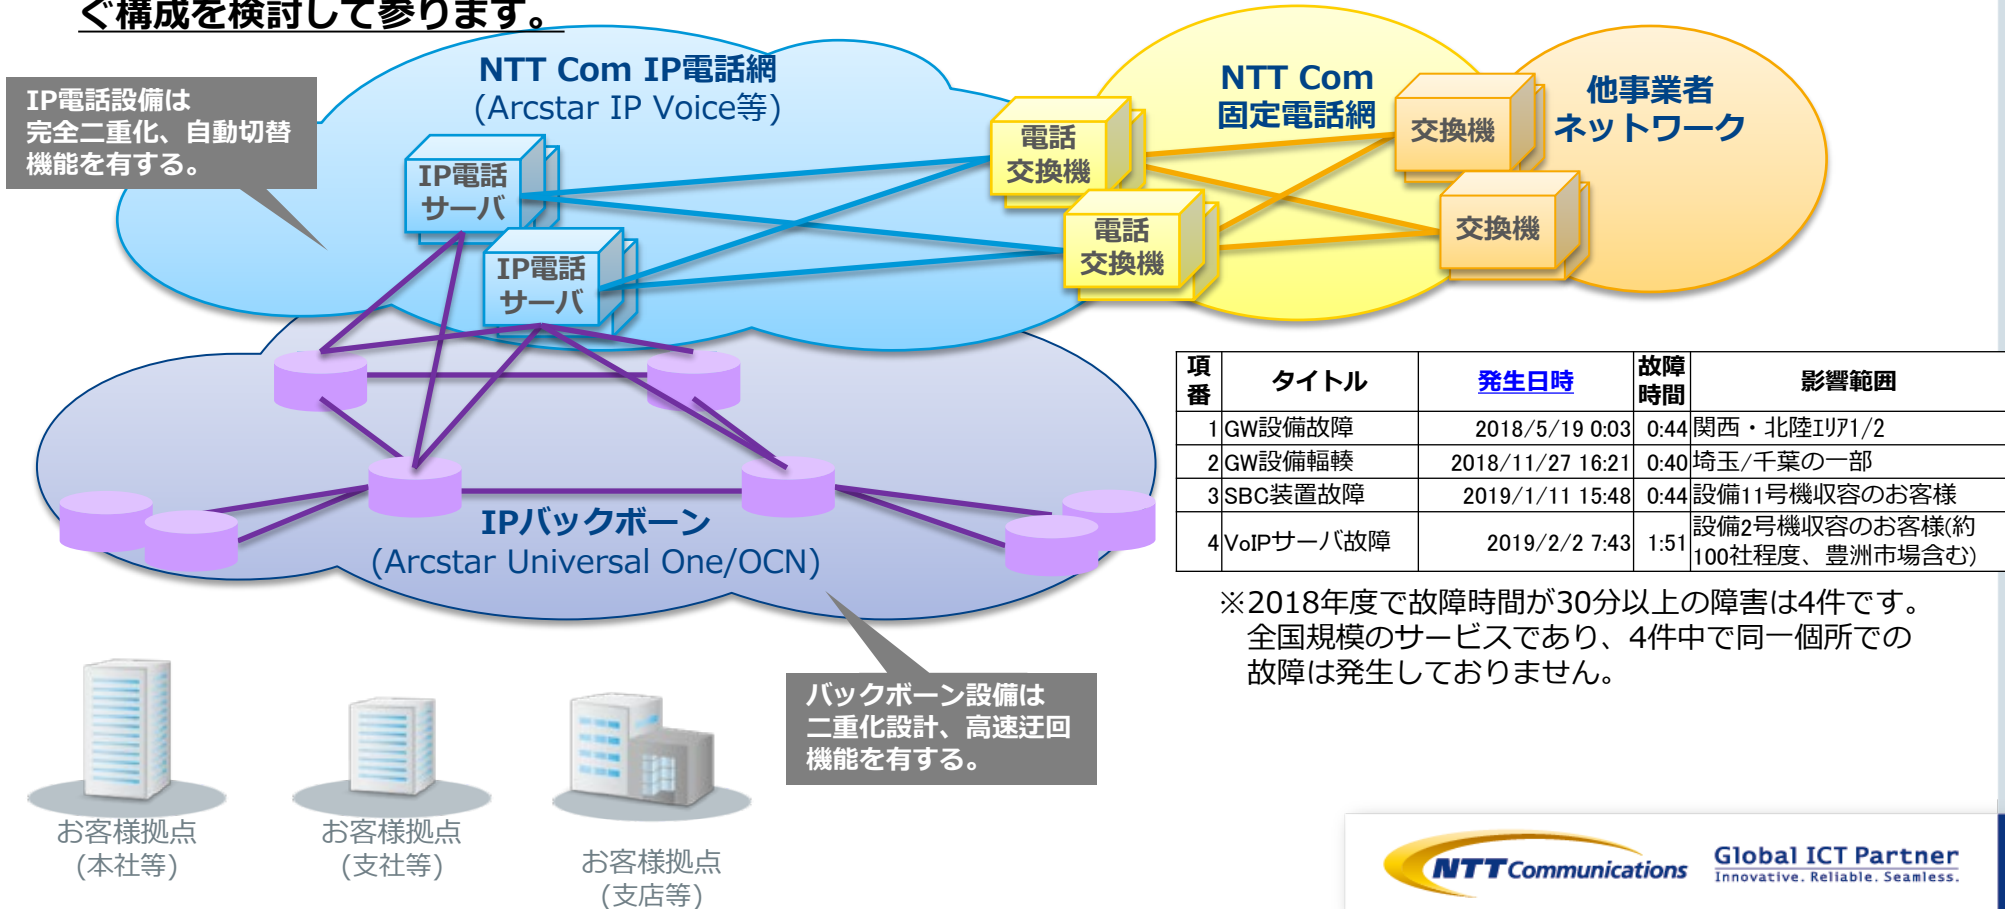 ぐ構成を検討して参ります。
NTT Com IP電話網
(Arcstar IP Voice等)
NTT Com
固定電話網
他事業者
ネットワーク
IP電話設備は
完全二重化、自動切替
機能を有する。
IP電話
サーバ
IP電話
サーバ
電話
交換機
電話
交換機
交換機
交換機
IPバックボーン
(Arcstar Universal One/OCN)
バックボーン設備は
二重化設計、高速迂回
機能を有する。
項番 タイトル 発生日時 故障時間 影響範囲
1 GW設備故障 2018/5/19 0:03 0:44 関西・北陸ｴﾘｱ1/2
2 GW設備輻輳 2018/11/27 16:21 0:40 埼玉/千葉の一部
3 SBC装置故障 2019/1/11 15:48 0:44 設備11号機収容のお客様
4 VoIPサーバ故障 2019/2/2 7:43 1:51 設備2号機収容のお客様(約
100社程度、豊洲市場含む)
※2018年度で故障時間が30分以上の障害は4件です。
全国規模のサービスであり、4件中で同一個所での
故障は発生しておりません。
お客様拠点
(本社等)
お客様拠点
(支社等)
お客様拠点
(支店等)
NTT Communications
Global ICT Partner
Innovative. Reliable. Seamless.